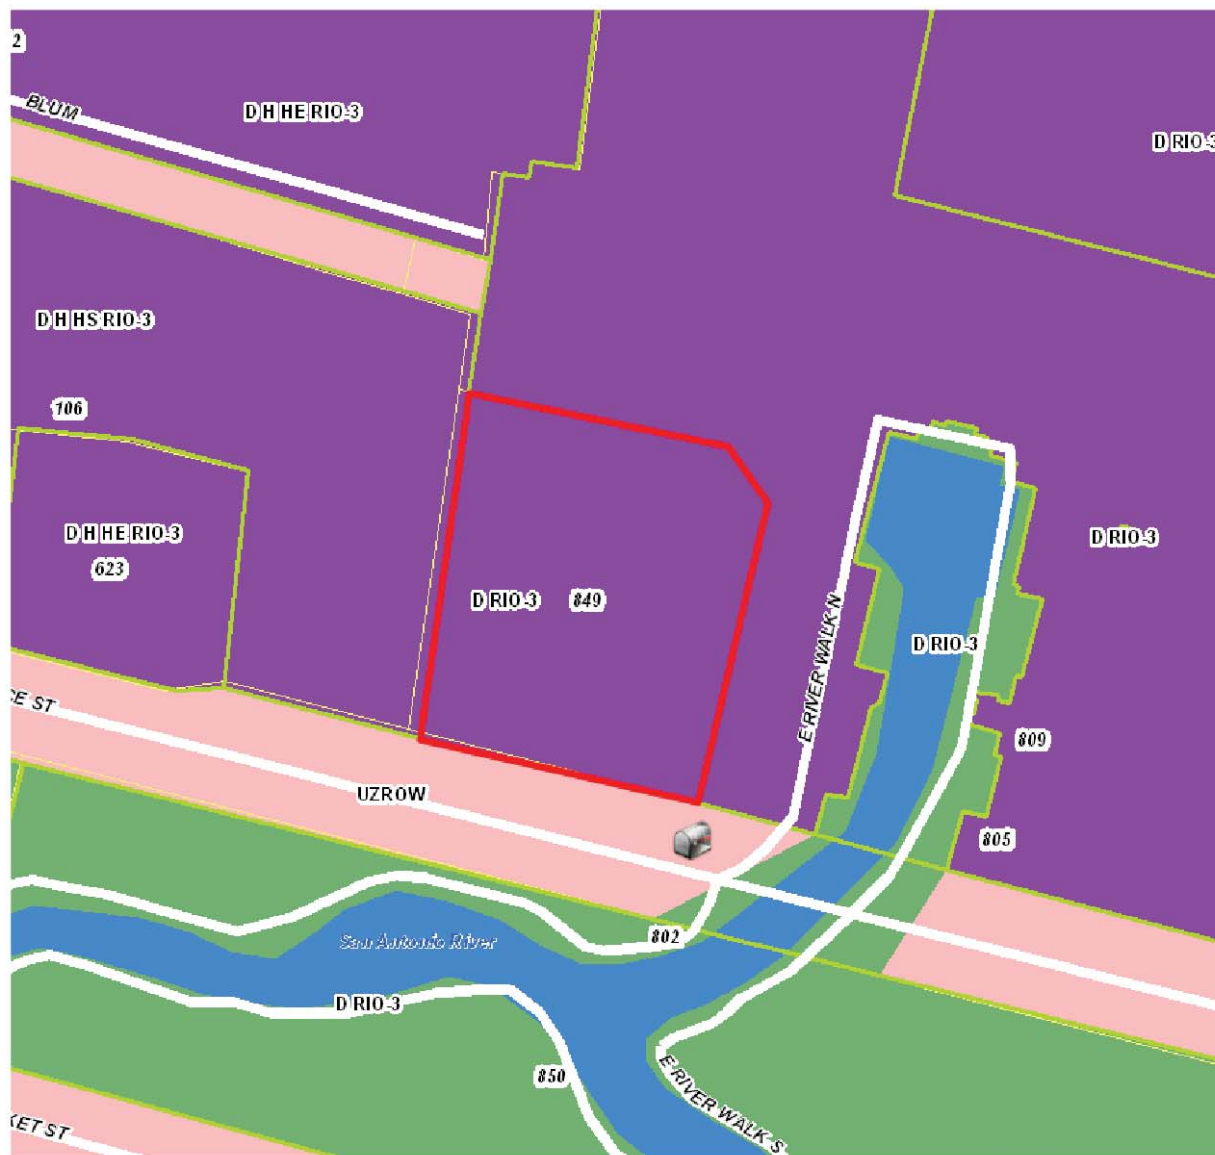 2
BLUM
D H HE RIO-3
D RIO-3
D H HS RIO-3
106
D H HE RIO-3
623
D RIO-3 849
D RIO-3
E RIVER WALK N
D RIO-3
809
CE ST
UZROW
805
802
San Antonio River
D RIO-3
850
E RIVER WALK S
KET ST